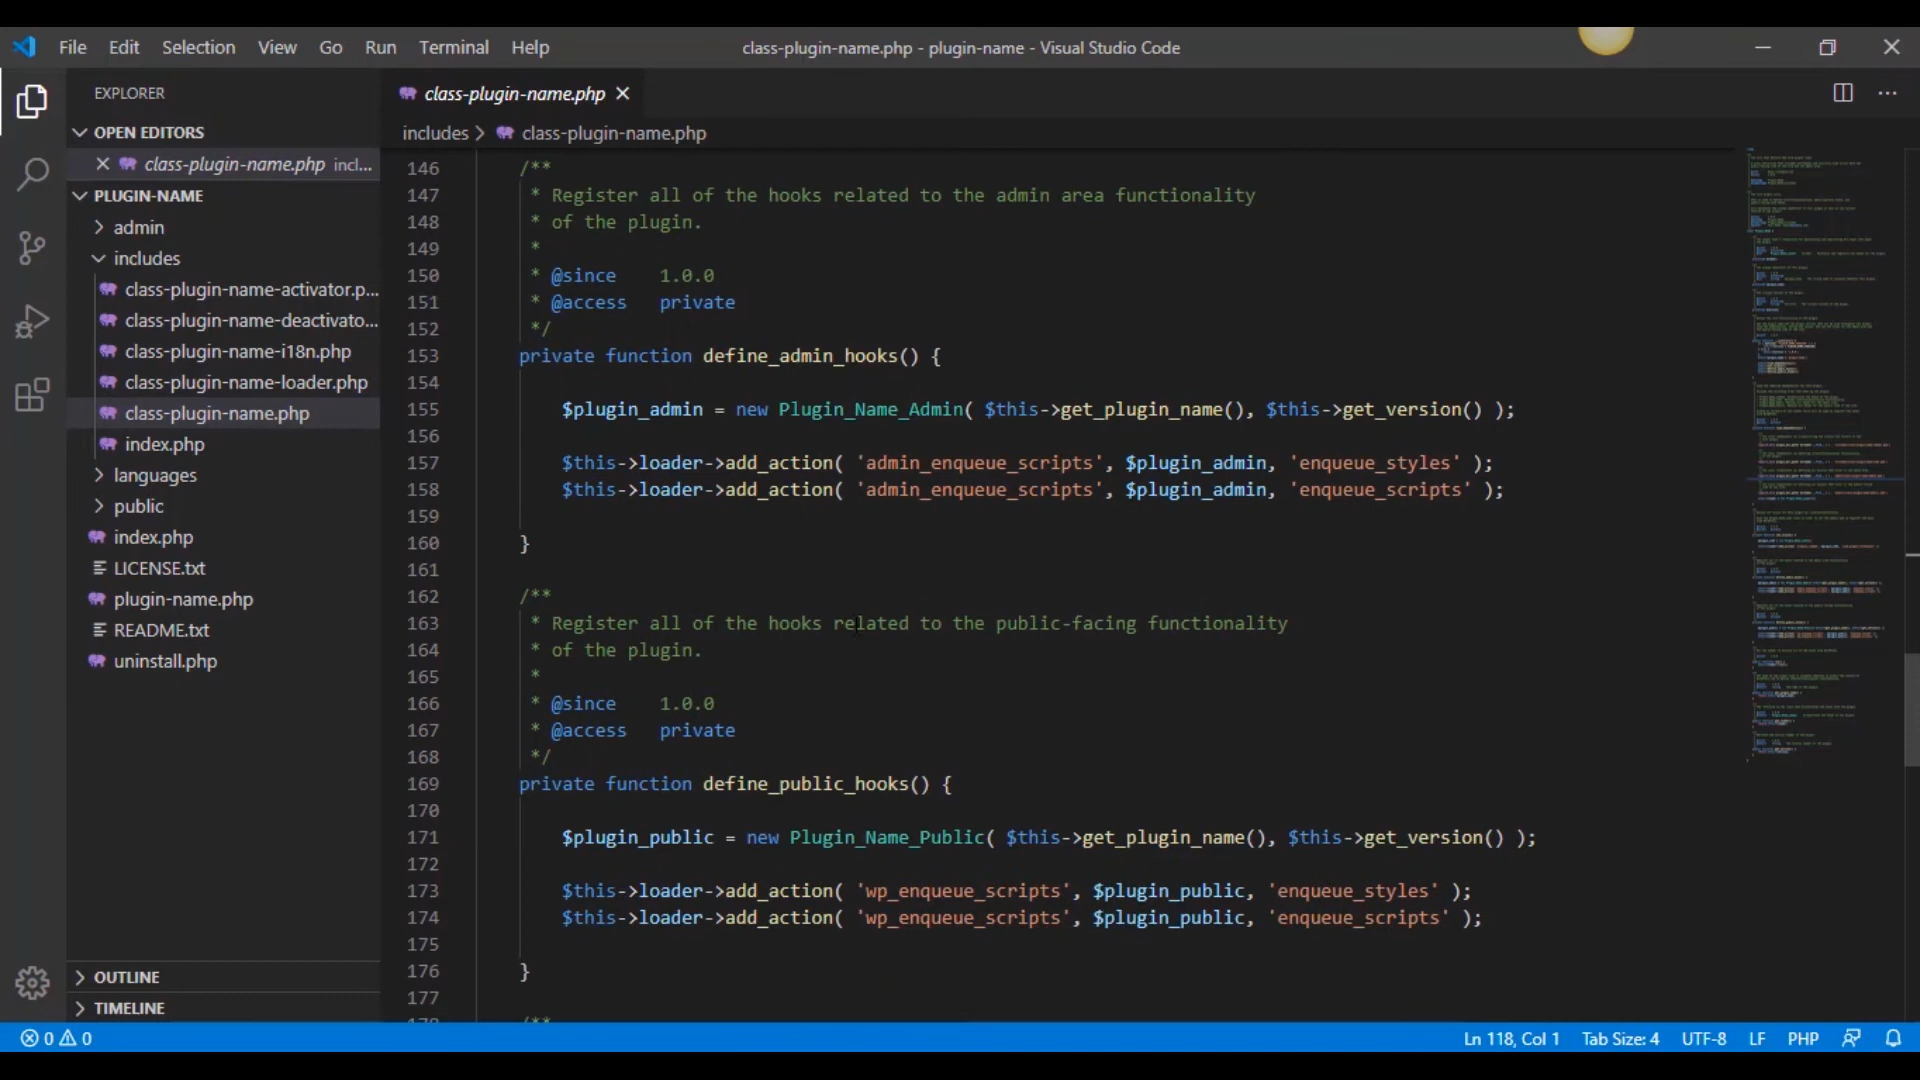 File Edit Selection View Go Run Terminal Help
class-plugin-name.php - plugin-name - Visual Studio Code
EXPLORER
OPEN EDITORS
class-plugin-name.php incl...
PLUGIN-NAME
admin
includes
class-plugin-name-activator.p...
class-plugin-name-deactivato...
class-plugin-name-i18n.php
class-plugin-name-loader.php
class-plugin-name.php
index.php
languages
public
index.php
LICENSE.txt
plugin-name.php
README.txt
uninstall.php
OUTLINE
TIMELINE
class-plugin-name.php
includes > class-plugin-name.php
146 /**
147 * Register all of the hooks related to the admin area functionality
148 * of the plugin.
149 *
150 * @since 1.0.0
151 * @access private
152 */
153 private function define_admin_hooks() {
154
155 $plugin_admin = new Plugin_Name_Admin( $this->get_plugin_name(), $this->get_version() );
156
157 $this->loader->add_action( 'admin_enqueue_scripts', $plugin_admin, 'enqueue_styles' );
158 $this->loader->add_action( 'admin_enqueue_scripts', $plugin_admin, 'enqueue_scripts' );
159
160 }
161
162 /**
163 * Register all of the hooks related to the public-facing functionality
164 * of the plugin.
165 *
166 * @since 1.0.0
167 * @access private
168 */
169 private function define_public_hooks() {
170
171 $plugin_public = new Plugin_Name_Public( $this->get_plugin_name(), $this->get_version() );
172
173 $this->loader->add_action( 'wp_enqueue_scripts', $plugin_public, 'enqueue_styles' );
174 $this->loader->add_action( 'wp_enqueue_scripts', $plugin_public, 'enqueue_scripts' );
175
176 }
177
0 0
Ln 118, Col 1 Tab Size: 4 UTF-8 LF PHP